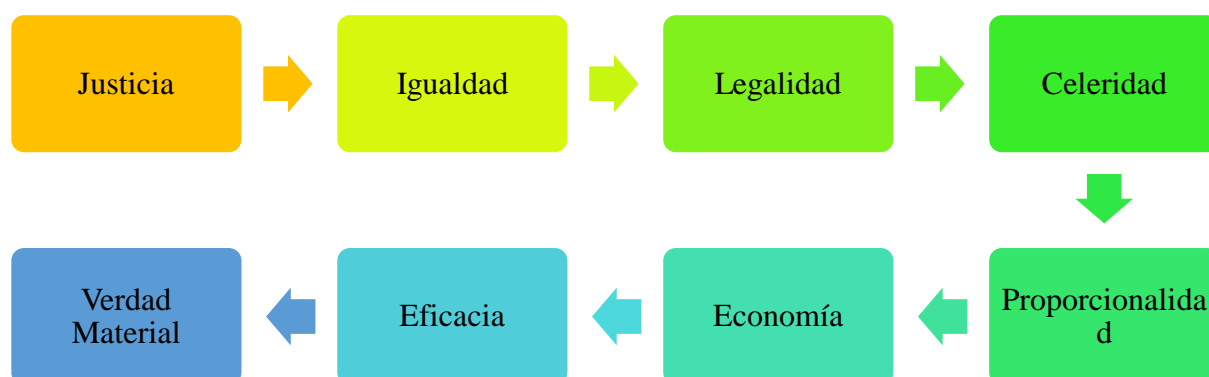 Justicia
Igualdad
Legalidad
Celeridad
Proporcionalida
d
Economía
Eficacia
Verdad
Material